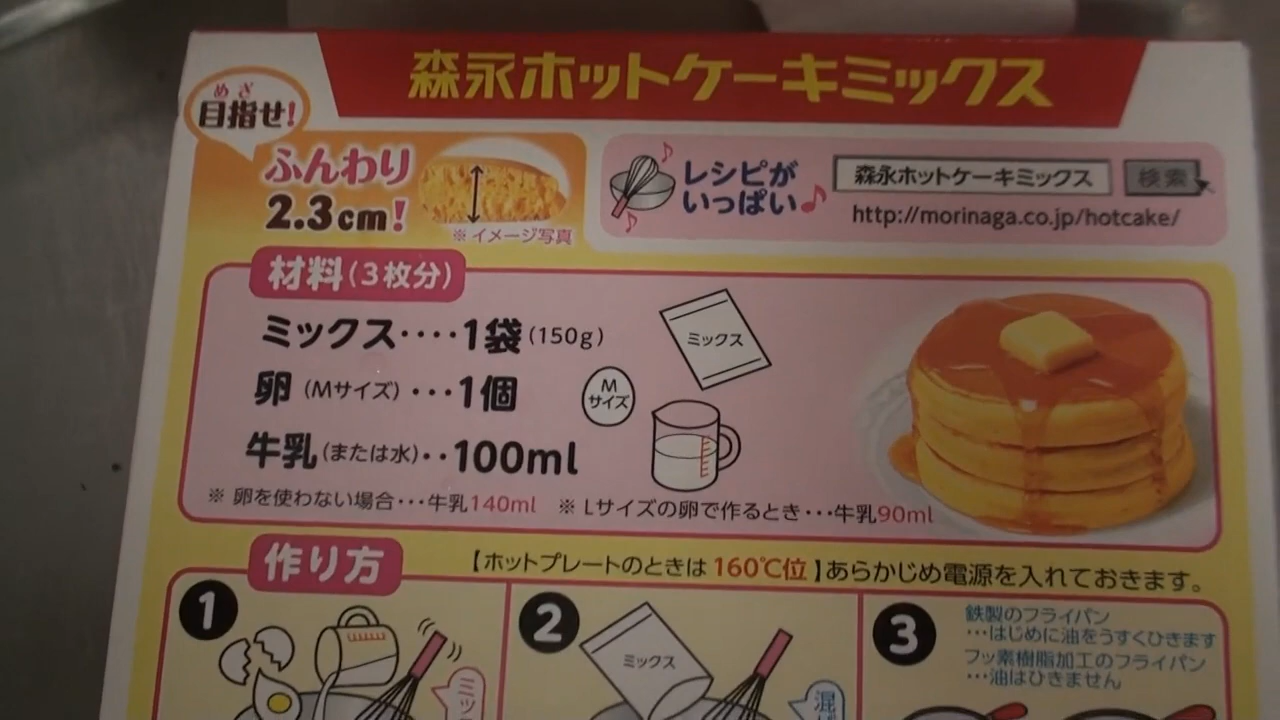 森永ホットケーキミックス
めざ
目指せ!
ふんわり
2.3cm!
※イメージ写真
レシピが
いっぱい♪
森永ホットケーキミックス 検索
http://morinaga.co.jp/hotcake/
材料(3枚分)
ミックス････1袋(150g)
ミックス
卵(Mサイズ)･･･1個
M
サイズ
牛乳(または水)･･100ml
※ 卵を使わない場合･･･牛乳140ml ※ Lサイズの卵で作るとき･･･牛乳90ml
作り方
【ホットプレートのときは160℃位】あらかじめ電源を入れておきます。
1
2
ミックス
3
鉄製のフライパン
･･･はじめに油をうすくひきます
フッ素樹脂加工のフライパン
･･･油はひきません